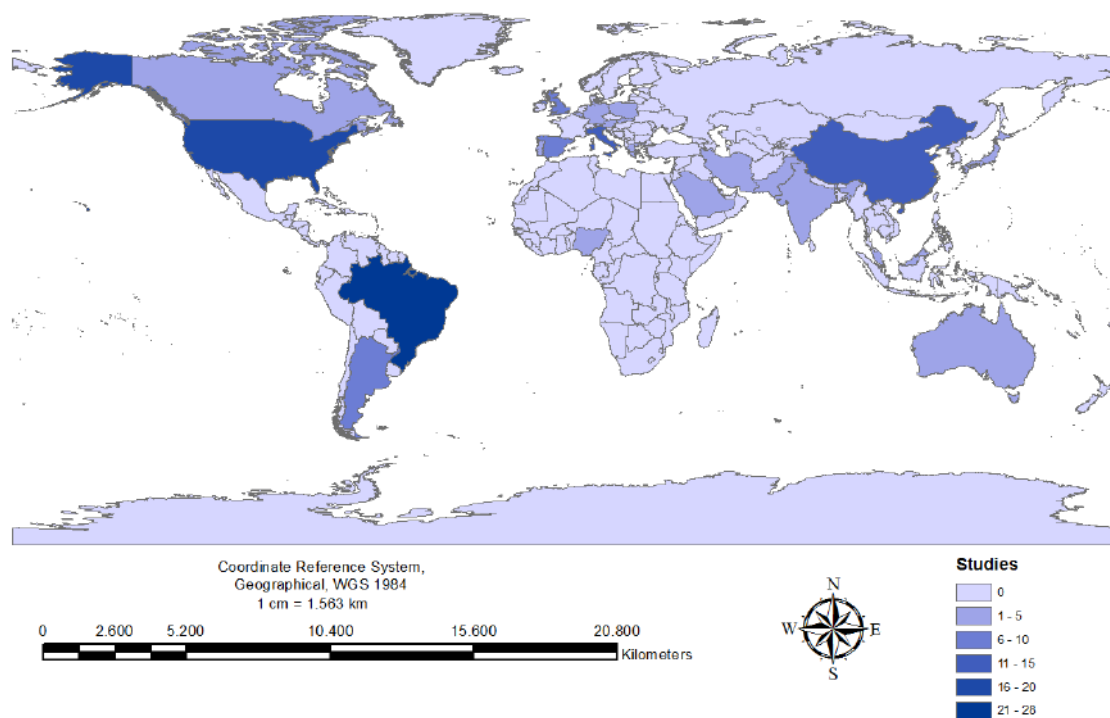 Coordinate Reference System,
Geographical, WGS 1984
1 cm = 1.563 km
0 2.600 5.200 10.400 15.600 20.800
Kilometers
N
W E
S
Studies
0
1 - 5
6 - 10
11 - 15
16 - 20
21 - 28